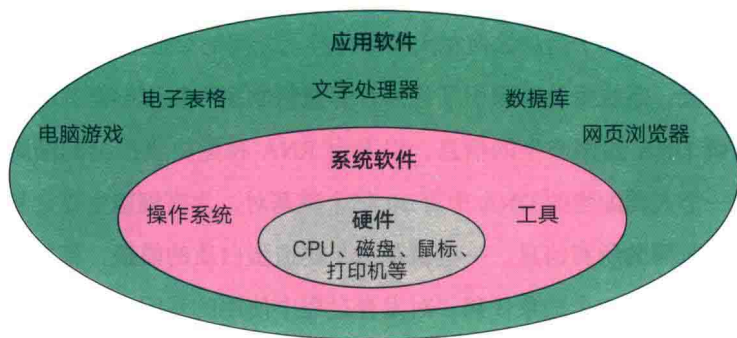 应用软件
文字处理器
电子表格
数据库
电脑游戏
网页浏览器
系统软件
操作系统
工具
硬件
CPU、磁盘、鼠标、
打印机等